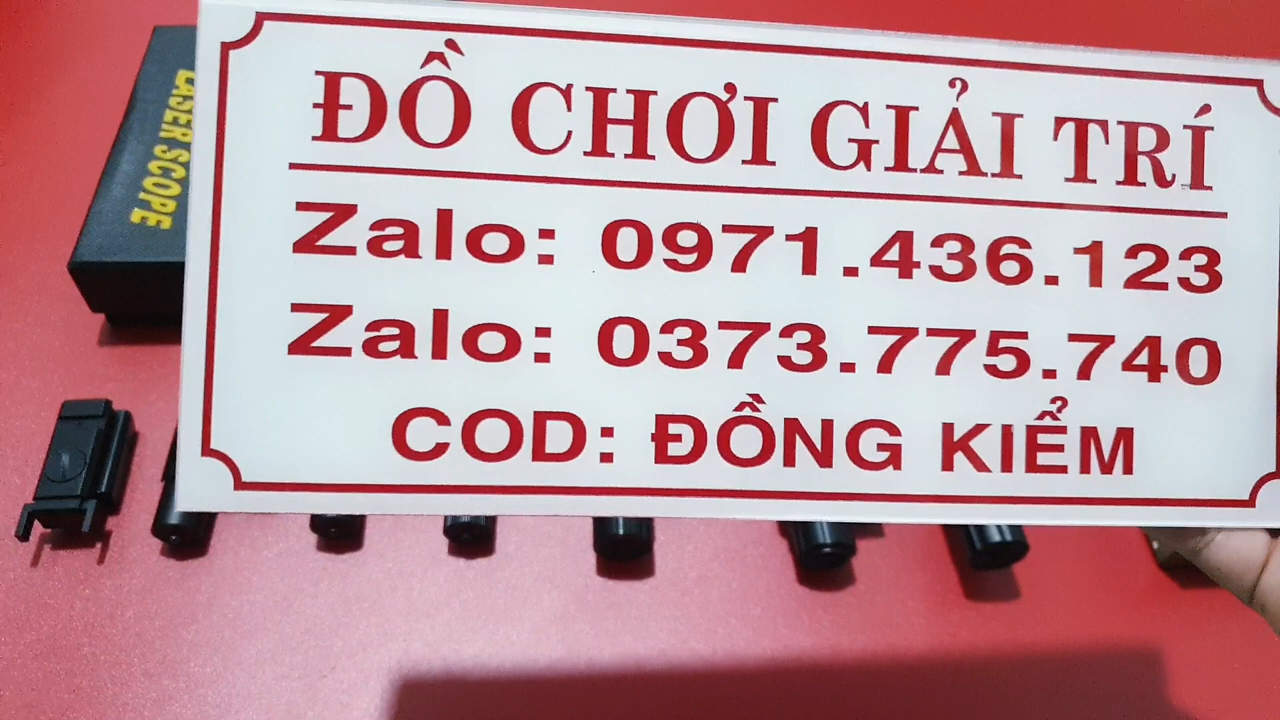 LASER SCOPE
ĐỒ CHƠI GIẢI TRÍ
Zalo: 0971.436.123
Zalo: 0373.775.740
COD: ĐỒNG KIỂM